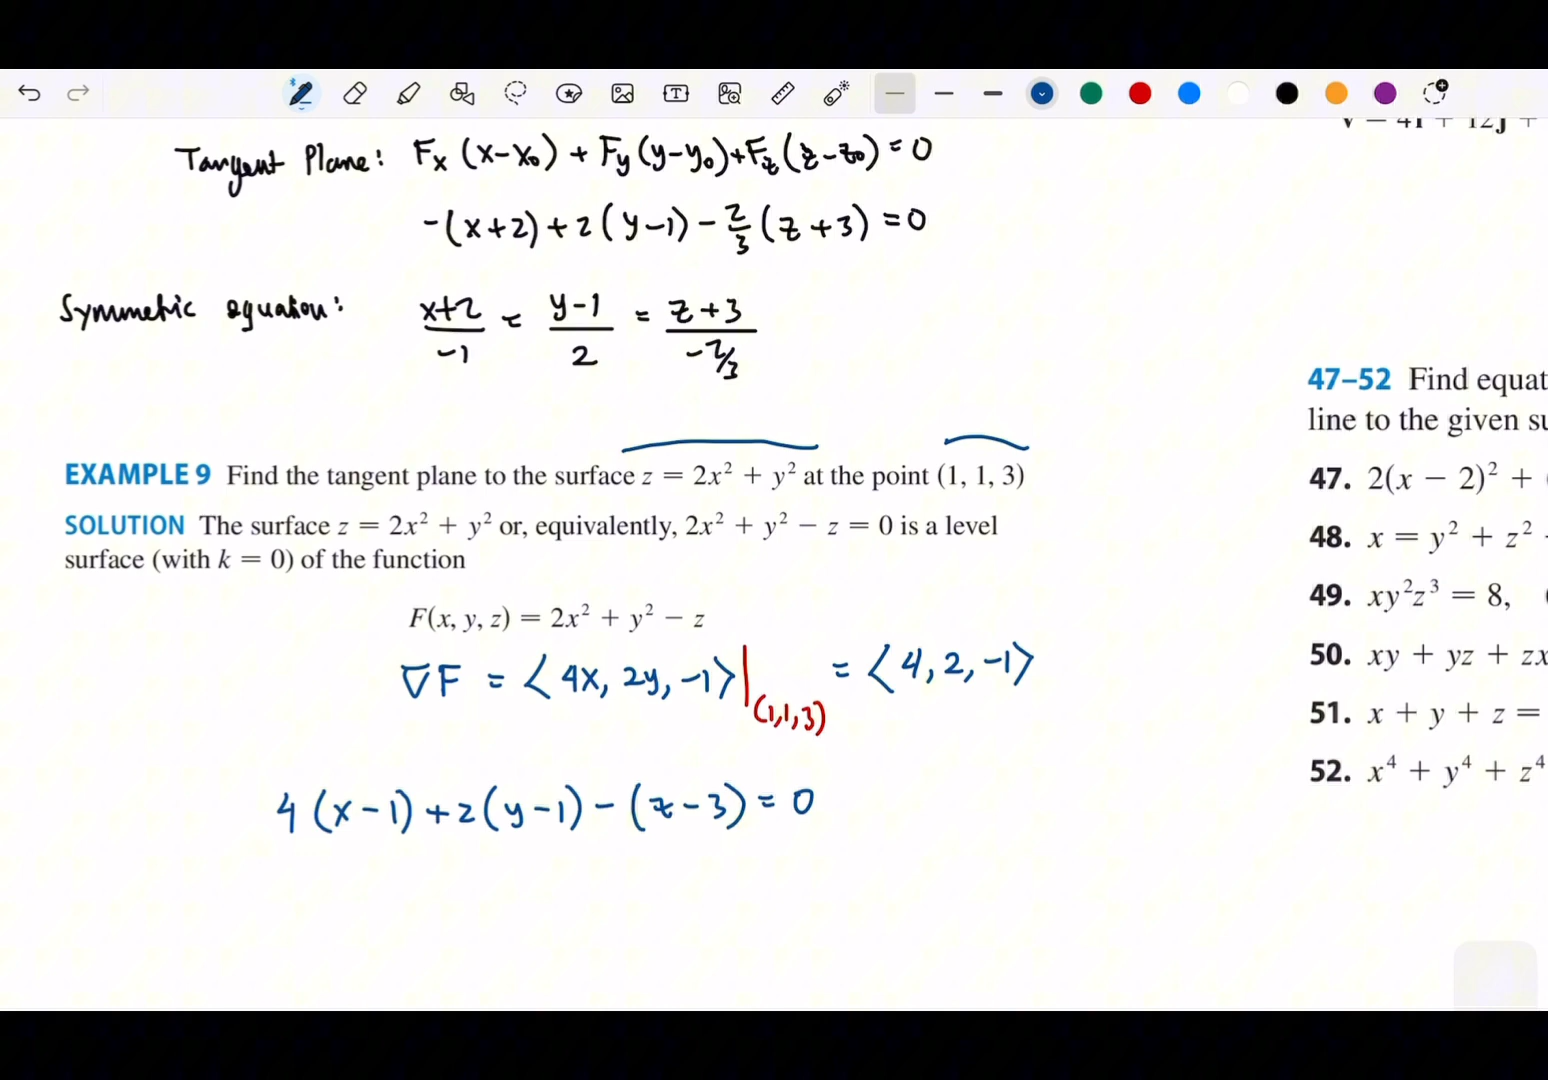 v = 4i + 12j +
Tangent Plane: Fx (x-x₀) + Fy (y-y₀) + Fz (z-z₀) = 0
-(x+2) + 2(y-1) - 2/3 (z+3) = 0
Symmetric equation: x+2/-1 = y-1/2 = z+3/-2/3
47–52 Find equat
line to the given su
EXAMPLE 9 Find the tangent plane to the surface z = 2x² + y² at the point (1, 1, 3)
SOLUTION The surface z = 2x² + y² or, equivalently, 2x² + y² − z = 0 is a level
surface (with k = 0) of the function
F(x, y, z) = 2x² + y² − z
∇F = ⟨4x, 2y, -1⟩|(1,1,3) = ⟨4, 2, -1⟩
4(x-1) + 2(y-1) - (z-3) = 0
47. 2(x − 2)² +
48. x = y² + z²
49. xy²z³ = 8,
50. xy + yz + zx
51. x + y + z =
52. x⁴ + y⁴ + z⁴